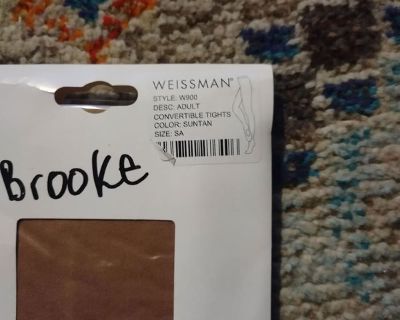 WEISSMAN®
STYLE: W900
DESC: ADULT
CONVERTIBLE TIGHTS
COLOR: SUNTAN
SIZE: SA
BROOKE